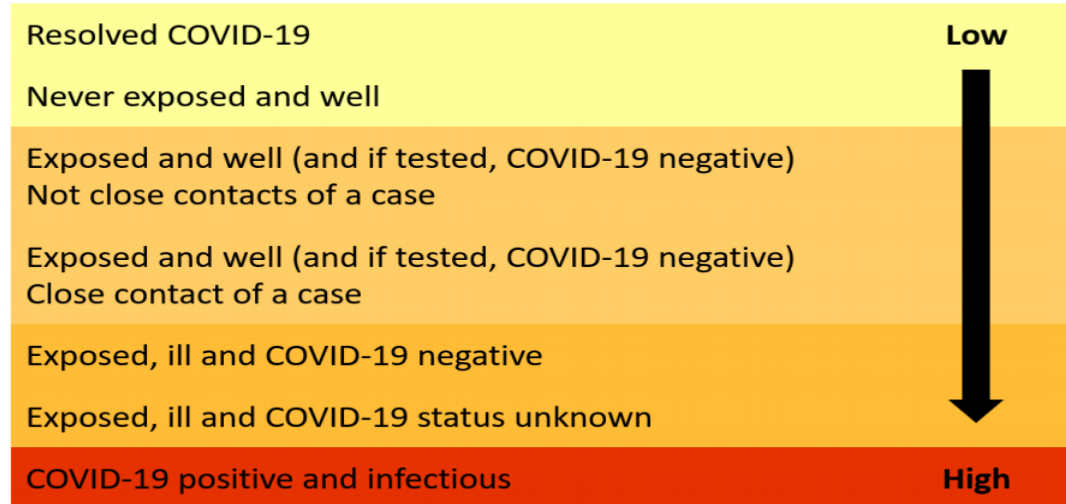 Resolved COVID-19 Low
Never exposed and well
Exposed and well (and if tested, COVID-19 negative)
Not close contacts of a case
Exposed and well (and if tested, COVID-19 negative)
Close contact of a case
Exposed, ill and COVID-19 negative
Exposed, ill and COVID-19 status unknown
COVID-19 positive and infectious High